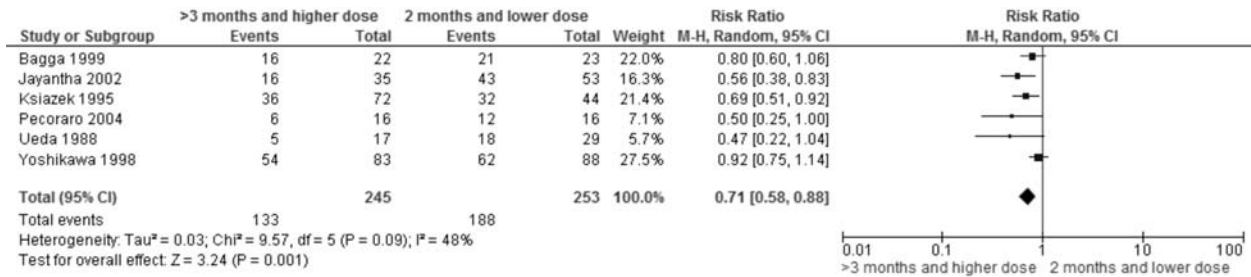 >3 months and higher dose 2 months and lower dose Risk Ratio Risk Ratio
Study or Subgroup Events Total Events Total Weight M-H, Random, 95% CI M-H, Random, 95% CI
Bagga 1999 16 22 21 23 22.0% 0.80 [0.60, 1.06]
Jayantha 2002 16 35 43 53 16.3% 0.56 [0.38, 0.83]
Ksiazek 1995 36 72 32 44 21.4% 0.69 [0.51, 0.92]
Pecoraro 2004 6 16 12 16 7.1% 0.50 [0.25, 1.00]
Ueda 1988 5 17 18 29 5.7% 0.47 [0.22, 1.04]
Yoshikawa 1998 54 83 62 88 27.5% 0.92 [0.75, 1.14]
Total (95% CI) 245 253 100.0% 0.71 [0.58, 0.88]
Total events 133 188
Heterogeneity: Tau² = 0.03; Chi² = 9.57, df = 5 (P = 0.09); I² = 48%
Test for overall effect: Z = 3.24 (P = 0.001)
0.01 0.1 1 10 100
>3 months and higher dose 2 months and lower dose